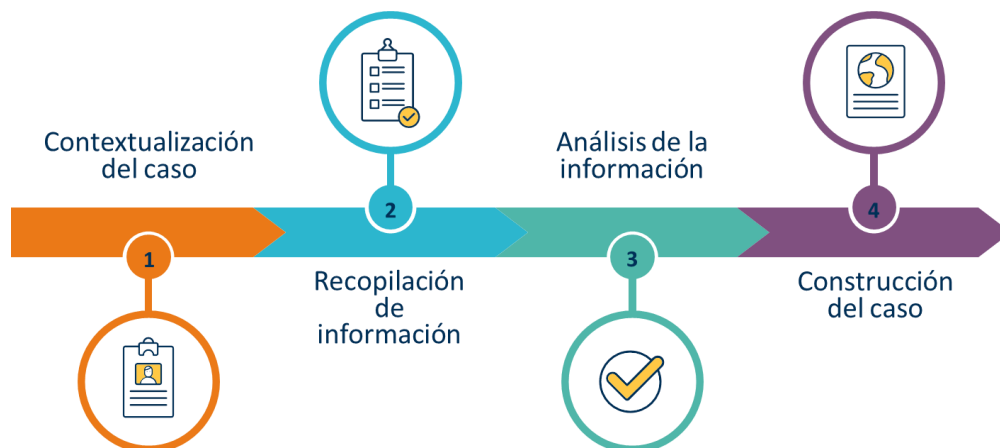 Contextualización
del caso
1
2
Recopilación
de
información
Análisis de la
información
3
4
Construcción
del caso